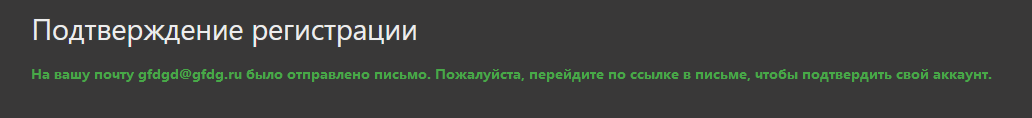 Подтверждение регистрации
На вашу почту gfdgd@gfdg.ru было отправлено письмо. Пожалуйста, перейдите по ссылке в письме, чтобы подтвердить свой аккаунт.